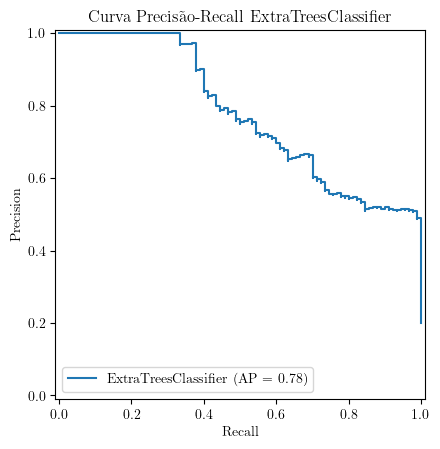 Curva Precisão-Recall ExtraTreesClassifier
1.0
0.8
0.6
0.4
0.2
0.0
Precision
ExtraTreesClassifier (AP = 0.78)
0.0 0.2 0.4 0.6 0.8 1.0
Recall